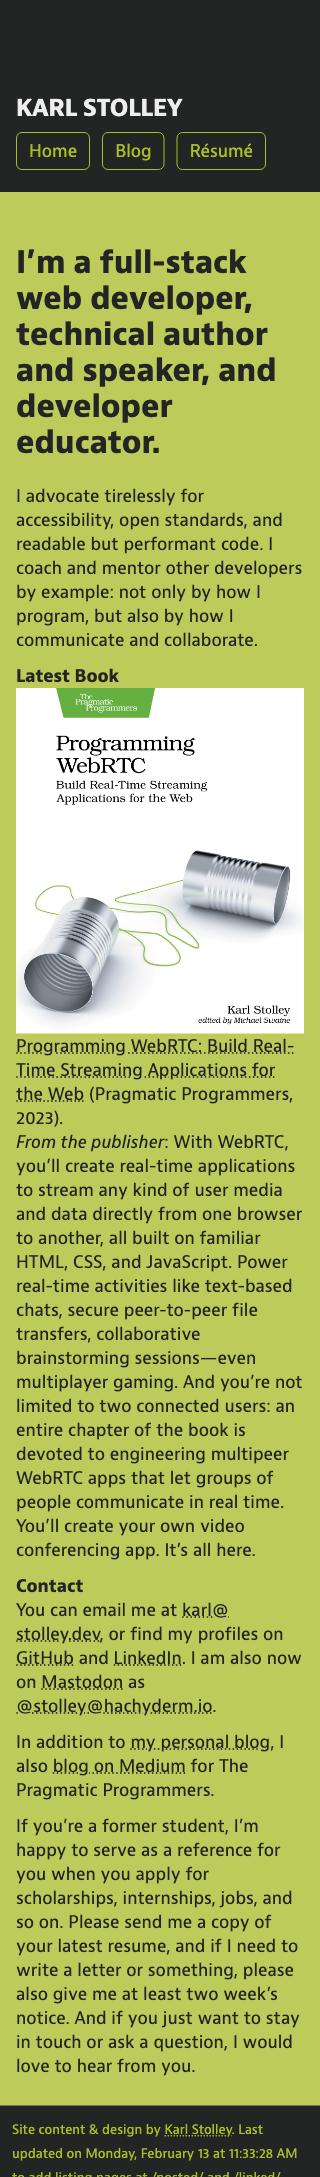 KARL STOLLEY
Home Blog Résumé
I’m a full-stack
web developer,
technical author
and speaker, and
developer
educator.
I advocate tirelessly for
accessibility, open standards, and
readable but performant code. I
coach and mentor other developers
by example: not only by how I
program, but also by how I
communicate and collaborate.
Latest Book
The
Pragmatic
Programmers
Programming
WebRTC
Build Real-Time Streaming
Applications for the Web
Karl Stolley
edited by Michael Swaine
Programming WebRTC: Build Real-
Time Streaming Applications for
the Web (Pragmatic Programmers,
2023).
From the publisher: With WebRTC,
you’ll create real-time applications
to stream any kind of user media
and data directly from one browser
to another, all built on familiar
HTML, CSS, and JavaScript. Power
real-time activities like text-based
chats, secure peer-to-peer file
transfers, collaborative
brainstorming sessions—even
multiplayer gaming. And you’re not
limited to two connected users: an
entire chapter of the book is
devoted to engineering multipeer
WebRTC apps that let groups of
people communicate in real time.
You’ll create your own video
conferencing app. It’s all here.
Contact
You can email me at karl@
stolley.dev, or find my profiles on
GitHub and LinkedIn. I am also now
on Mastodon as
@stolley@hachyderm.io.
In addition to my personal blog, I
also blog on Medium for The
Pragmatic Programmers.
If you’re a former student, I’m
happy to serve as a reference for
you when you apply for
scholarships, internships, jobs, and
so on. Please send me a copy of
your latest resume, and if I need to
write a letter or something, please
also give me at least two week’s
notice. And if you just want to stay
in touch or ask a question, I would
love to hear from you.
Site content & design by Karl Stolley. Last
updated on Monday, February 13 at 11:33:28 AM
to add listing pages at /posted/ and /linked/